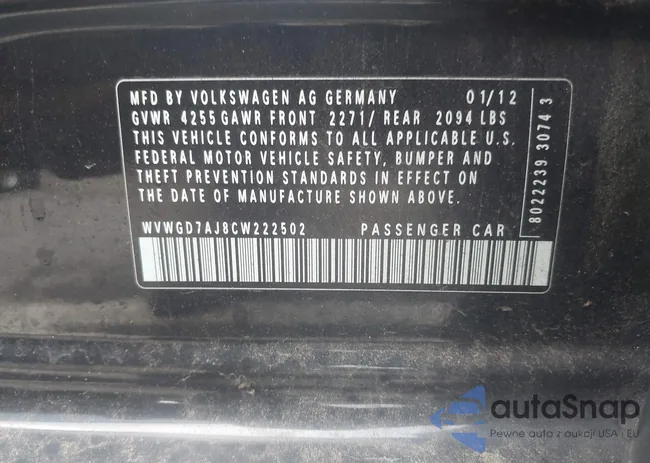 MFD BY VOLKSWAGEN AG GERMANY 01/12
GVWR 4255 GAWR FRONT 2271/ REAR 2094 LBS
THIS VEHICLE CONFORMS TO ALL APPLICABLE U.S.
FEDERAL MOTOR VEHICLE SAFETY, BUMPER AND
THEFT PREVENTION STANDARDS IN EFFECT ON
THE DATE OF MANUFACTURE SHOWN ABOVE.
WVWGD7AJ8CW222502 PASSENGER CAR
8022239 3074 3
autaSnap
Pewne auta z aukcji USA i EU